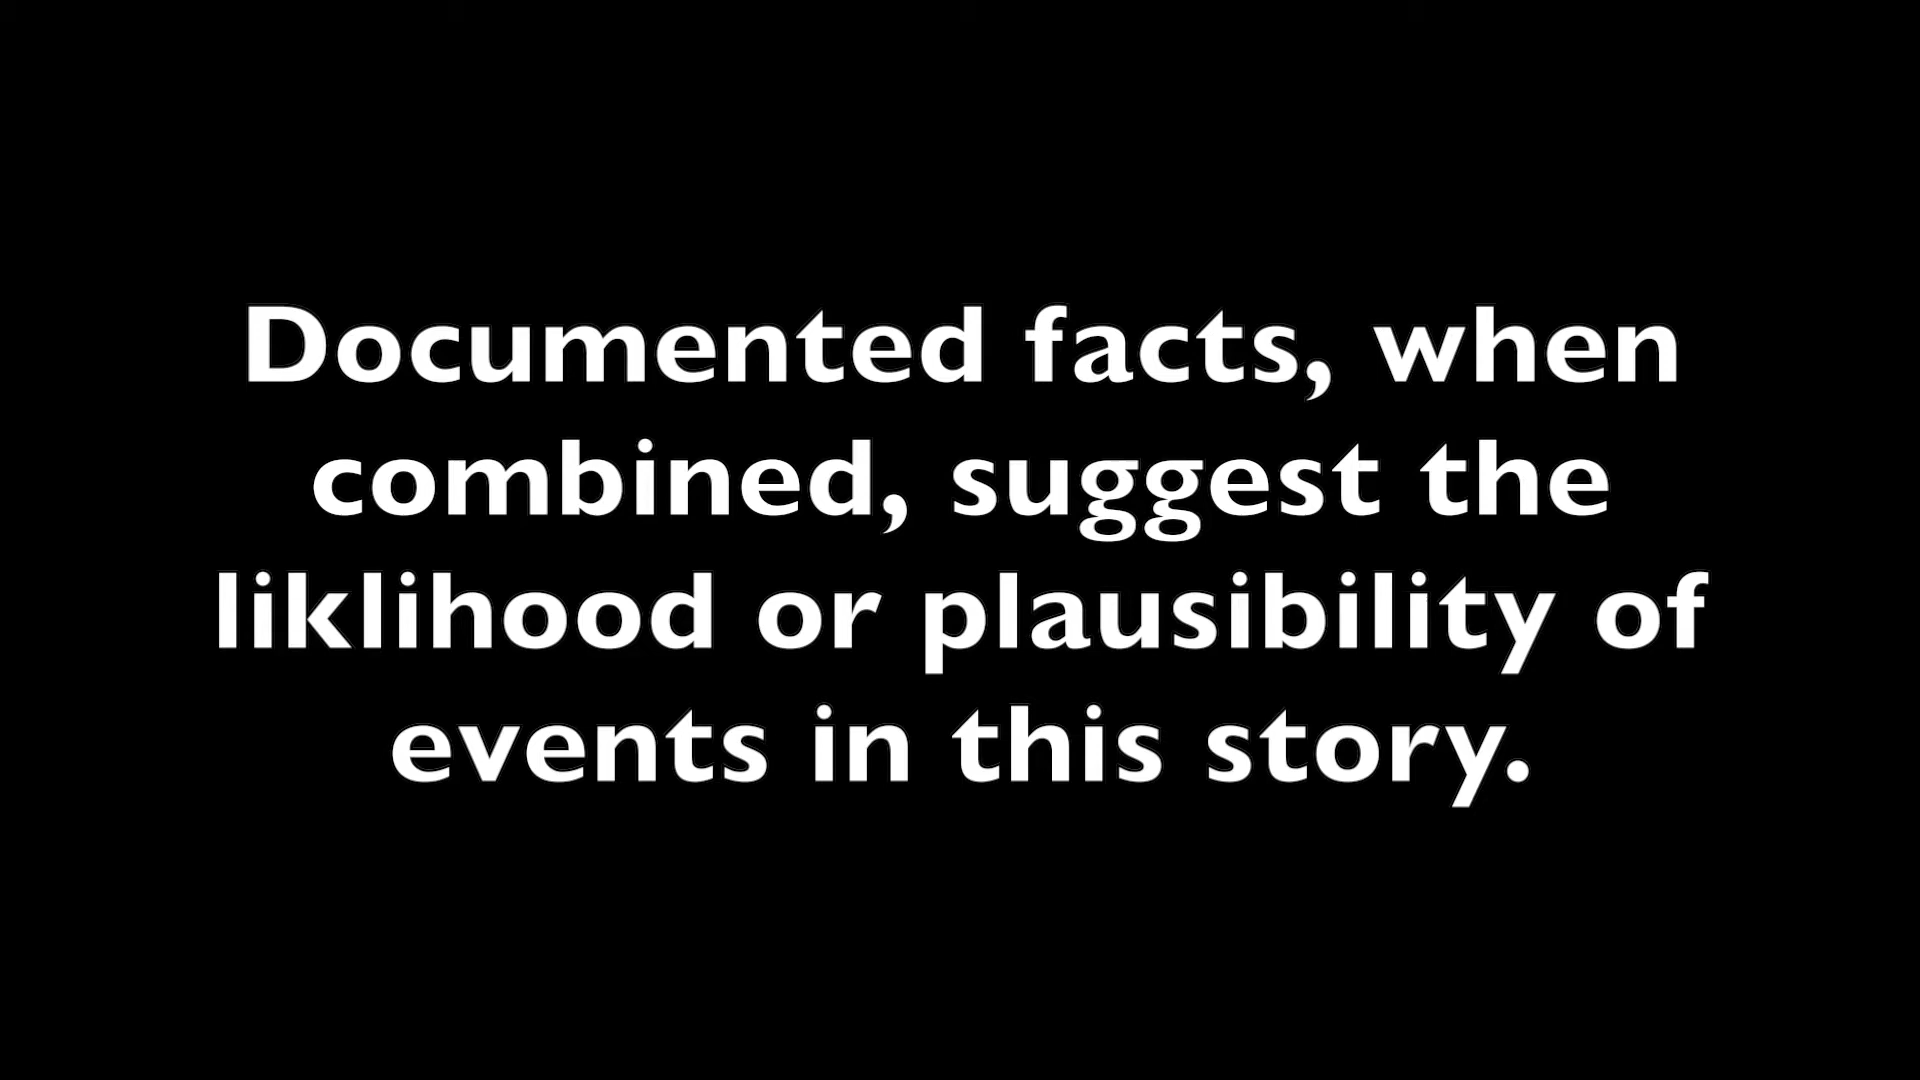 Documented facts, when
combined, suggest the
liklihood or plausibility of
events in this story.